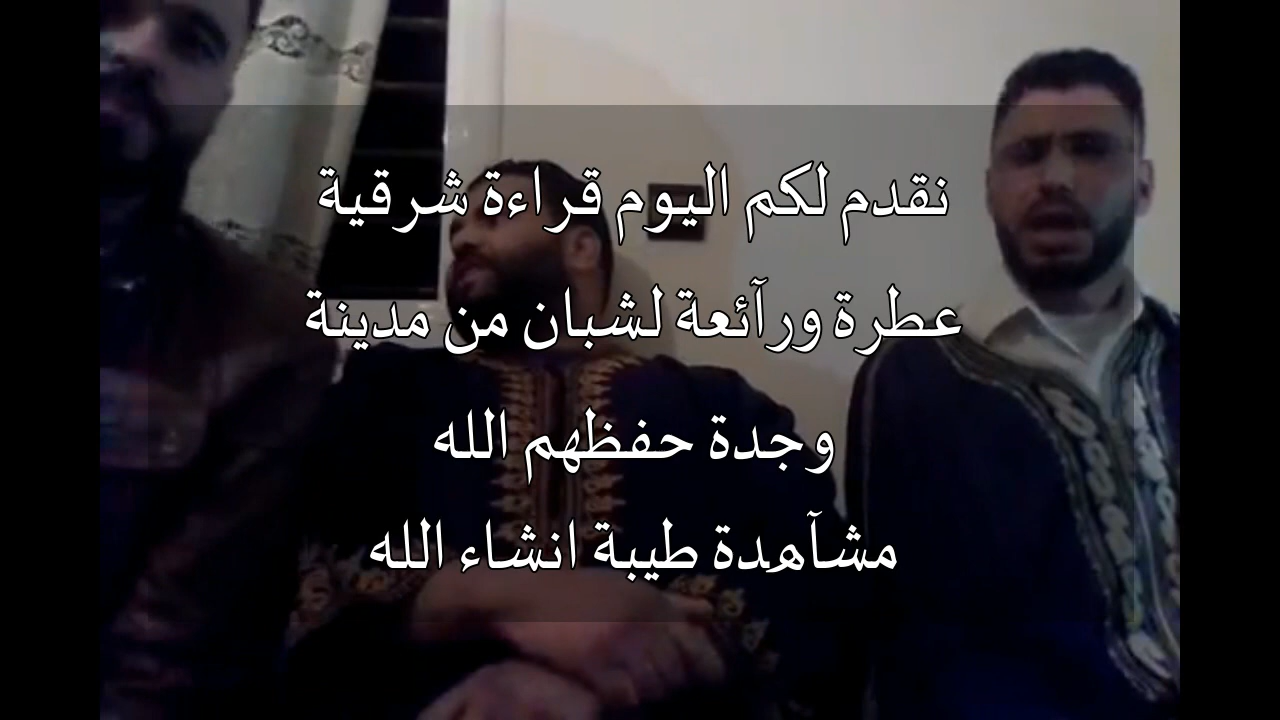 نقدم لكم اليوم قراءة شرقية
عطرة ورآئعة لشبان من مدينة
وجدة حفظهم الله
مشآهدة طيبة انشاء الله